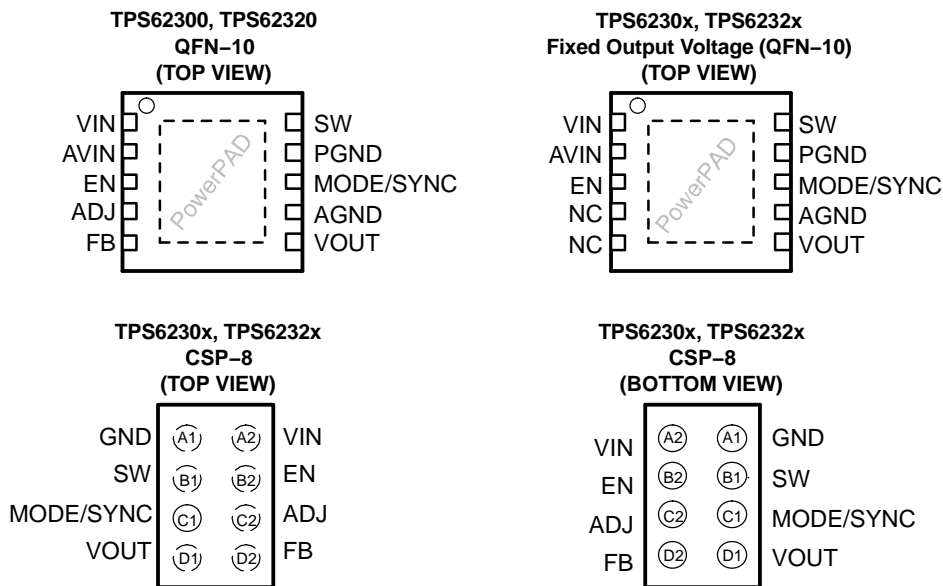 TPS62300, TPS62320
QFN–10
(TOP VIEW)
VIN
AVIN
EN
ADJ
FB
PowerPAD
SW
PGND
MODE/SYNC
AGND
VOUT
TPS6230x, TPS6232x
Fixed Output Voltage (QFN–10)
(TOP VIEW)
VIN
AVIN
EN
NC
NC
PowerPAD
SW
PGND
MODE/SYNC
AGND
VOUT
TPS6230x, TPS6232x
CSP–8
(TOP VIEW)
GND A1 A2 VIN
SW B1 B2 EN
MODE/SYNC C1 C2 ADJ
VOUT D1 D2 FB
TPS6230x, TPS6232x
CSP–8
(BOTTOM VIEW)
VIN A2 A1 GND
EN B2 B1 SW
ADJ C2 C1 MODE/SYNC
FB D2 D1 VOUT